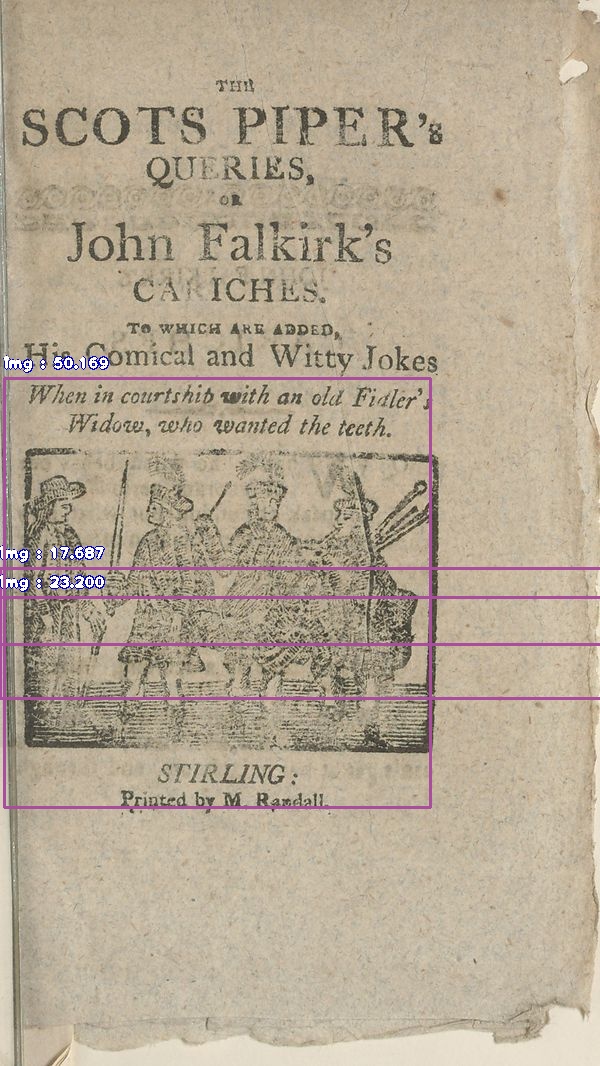 THE
SCOTS PIPER's
QUERIES,
OR
John Falkirk's
CARICHES.
To WHICH ARE ADDED,
His Comical and Witty Jokes
Img : 50.169
When in courtship with an old Fidler's
Widow, who wanted the teeth.
Img : 17.687
Img : 23.200
STIRLING:
Printed by M. Randall.